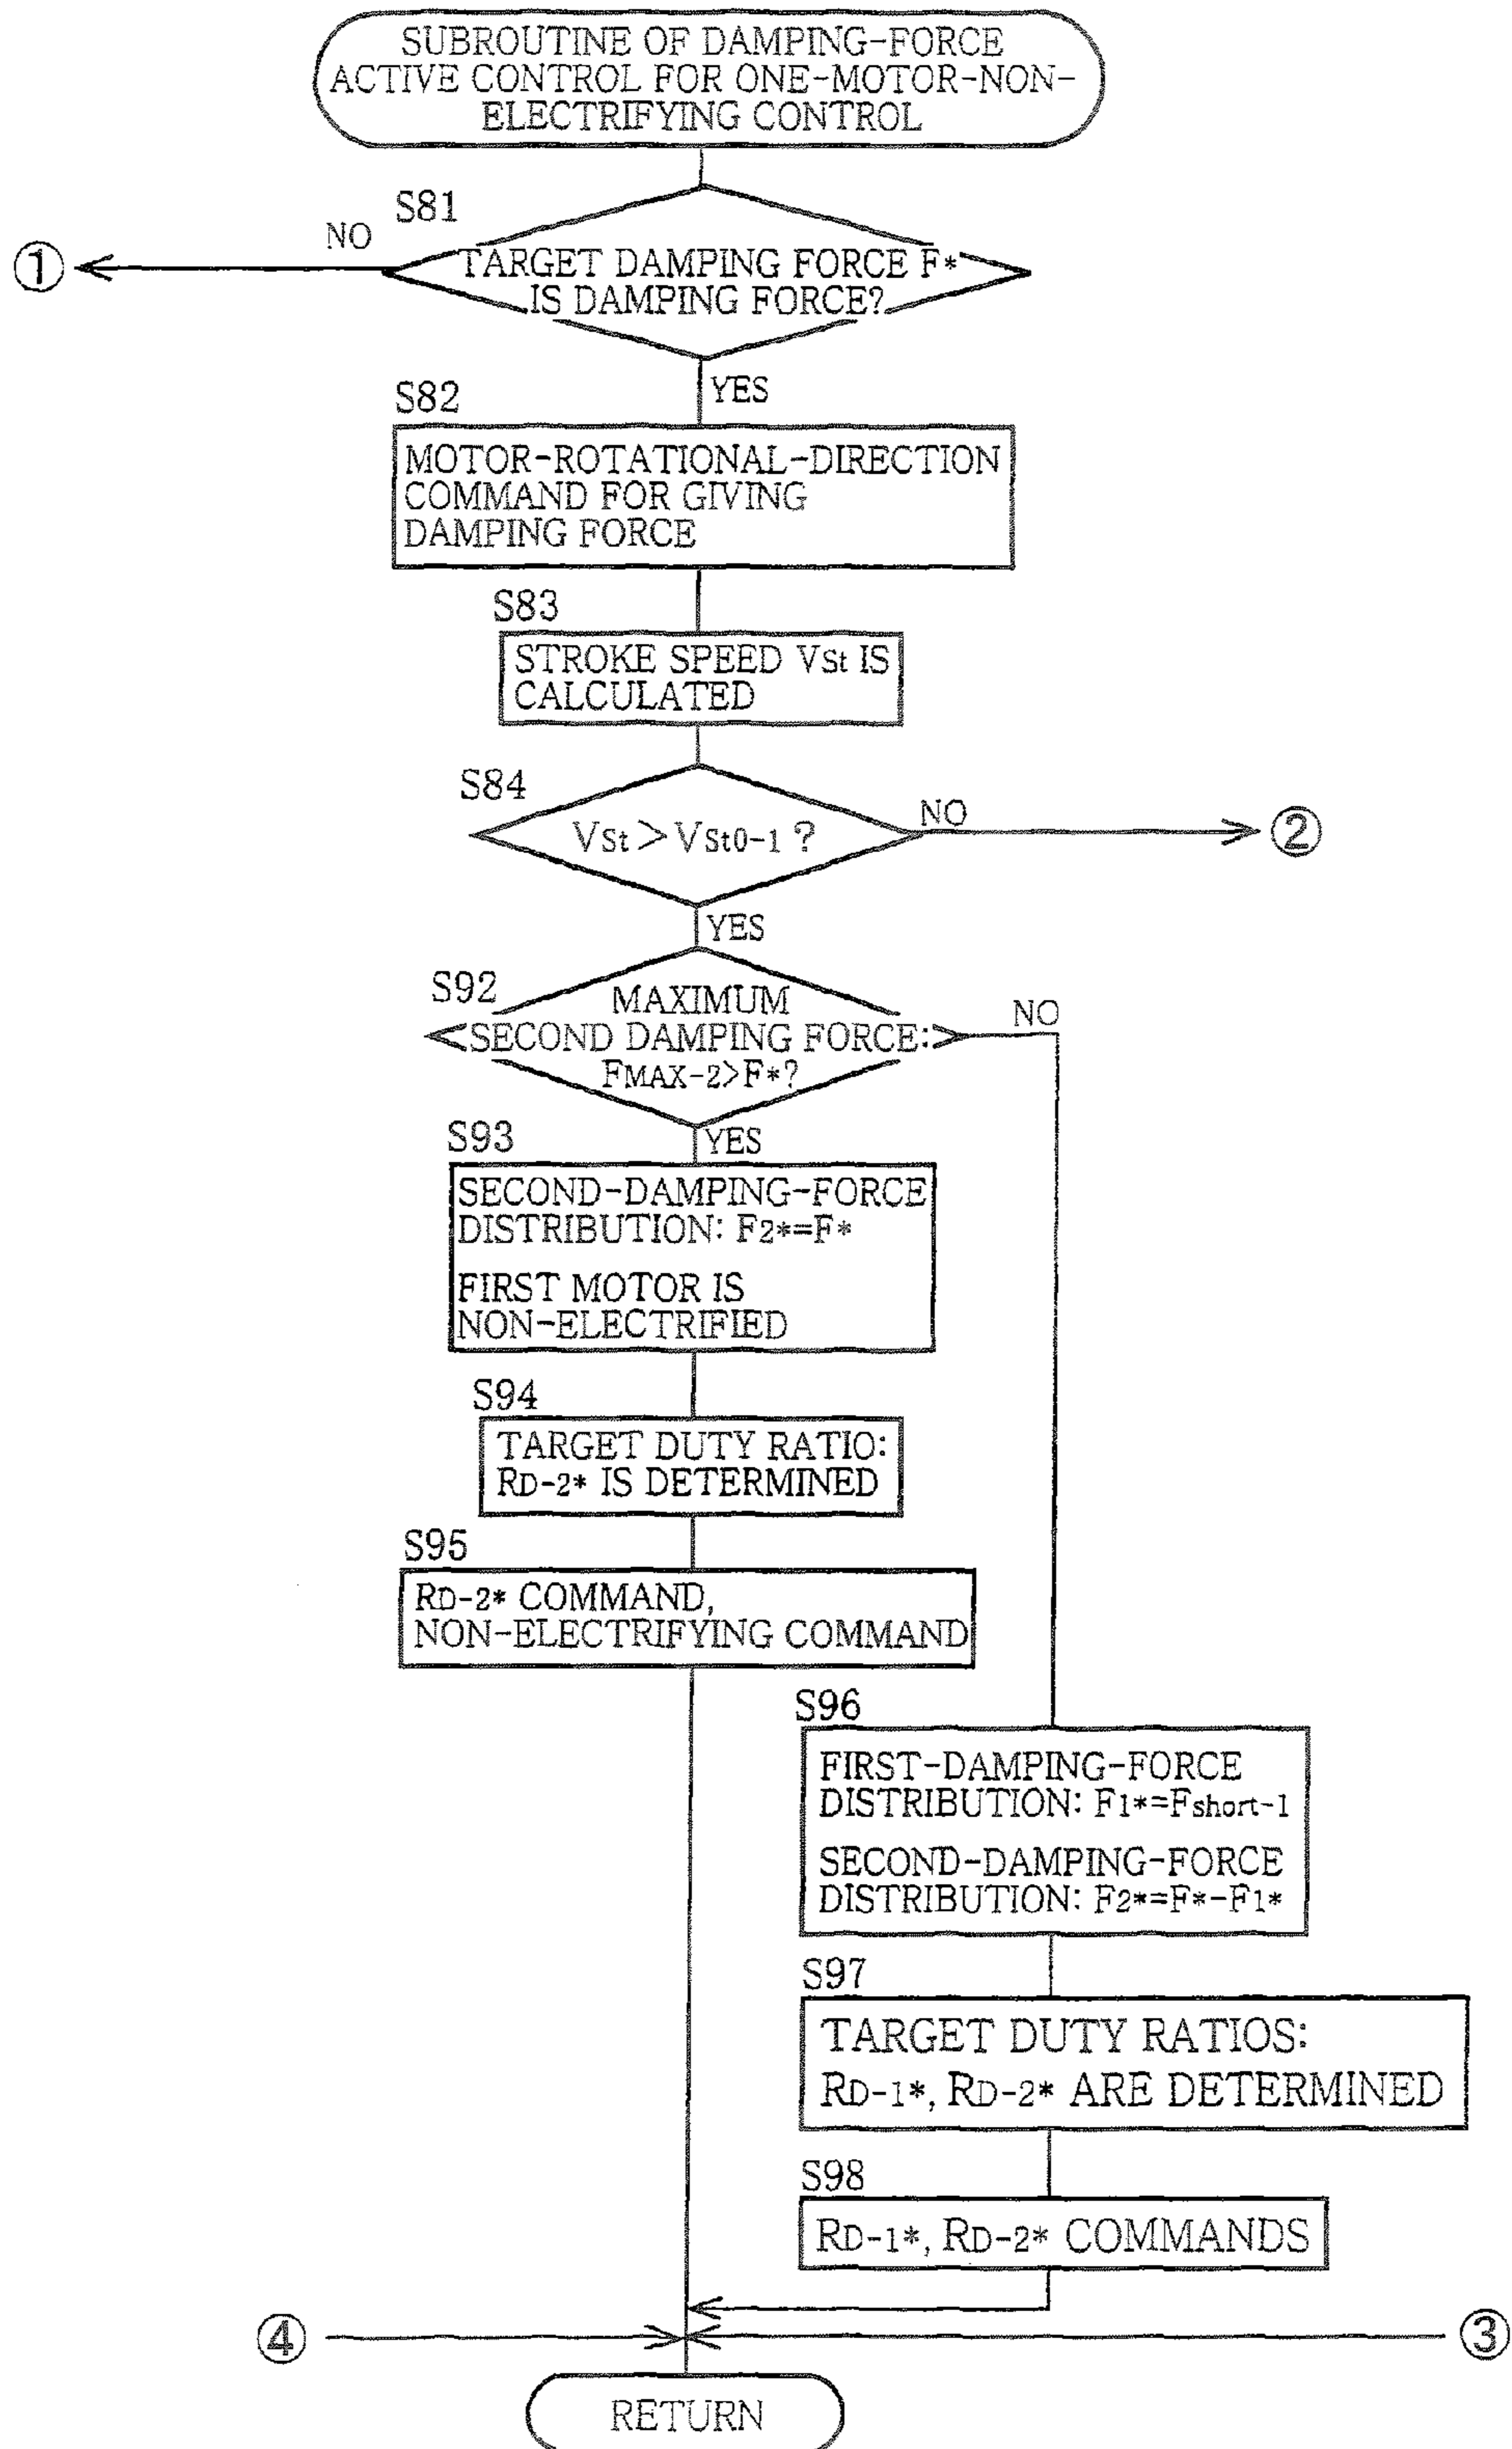 SUBROUTINE OF DAMPING-FORCE
ACTIVE CONTROL FOR ONE-MOTOR-NON-
ELECTRIFYING CONTROL
S81
NO
①
TARGET DAMPING FORCE F*
IS DAMPING FORCE?
YES
S82
MOTOR-ROTATIONAL-DIRECTION
COMMAND FOR GIVING
DAMPING FORCE
S83
STROKE SPEED VSt IS
CALCULATED
S84
VSt > VSt0-1 ?
NO
②
YES
S92
MAXIMUM
SECOND DAMPING FORCE:
FMAX-2>F*?
NO
YES
S93
SECOND-DAMPING-FORCE
DISTRIBUTION: F2*=F*
FIRST MOTOR IS
NON-ELECTRIFIED
S94
TARGET DUTY RATIO:
RD-2* IS DETERMINED
S95
RD-2* COMMAND,
NON-ELECTRIFYING COMMAND
S96
FIRST-DAMPING-FORCE
DISTRIBUTION: F1*=Fshort-1
SECOND-DAMPING-FORCE
DISTRIBUTION: F2*=F*-F1*
S97
TARGET DUTY RATIOS:
RD-1*, RD-2* ARE DETERMINED
S98
RD-1*, RD-2* COMMANDS
④
③
RETURN